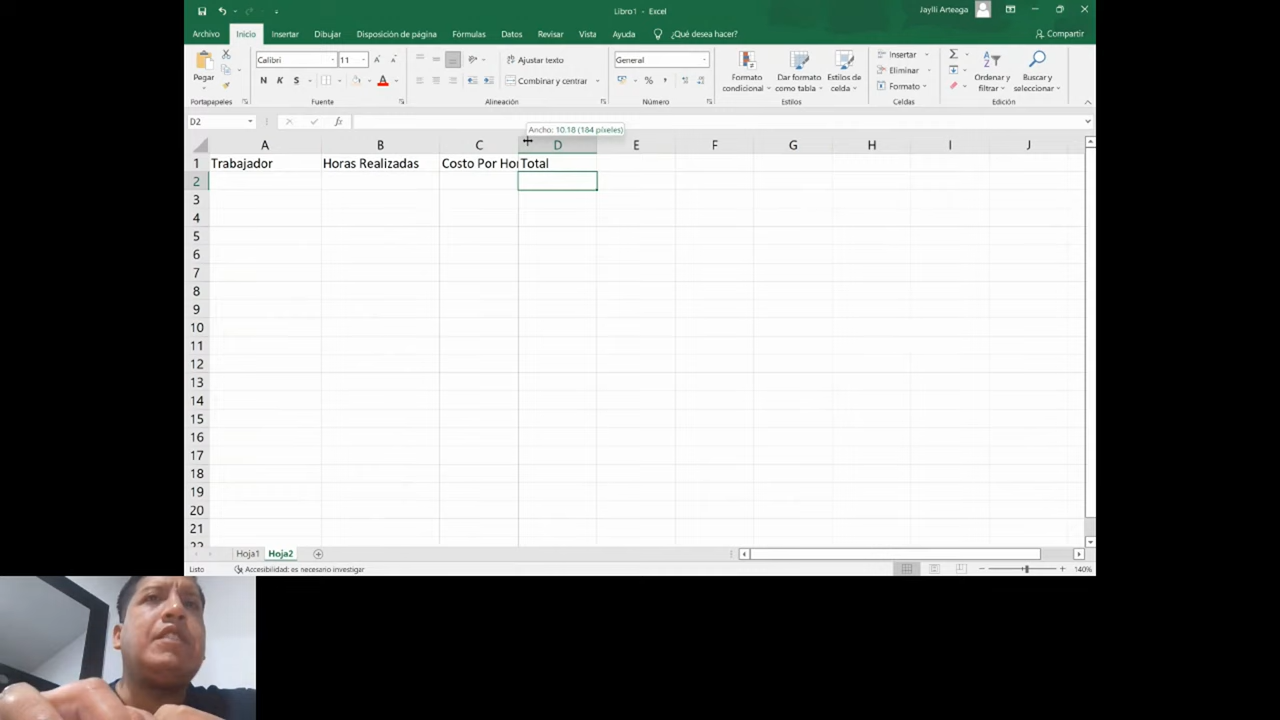 Libro1 - Excel
Jaylli Arteaga
Archivo Inicio Insertar Dibujar Disposición de página Fórmulas Datos Revisar Vista Ayuda ¿Qué desea hacer? Compartir
Pegar
Calibri 11
N K S
Ajustar texto
Combinar y centrar
General
%
Formato condicional
Dar formato como tabla
Estilos de celda
Insertar
Eliminar
Formato
Ordenar y filtrar
Buscar y seleccionar
Portapapeles Fuente Alineación Número Estilos Celdas Edición
D2
fx
Ancho: 10.18 (184 píxeles)
A B C D E F G H I J
1 Trabajador Horas Realizadas Costo Por Hor Total
2
3
4
5
6
7
8
9
10
11
12
13
14
15
16
17
18
19
20
21
22
Hoja1 Hoja2
Listo Accesibilidad: es necesario investigar 140%